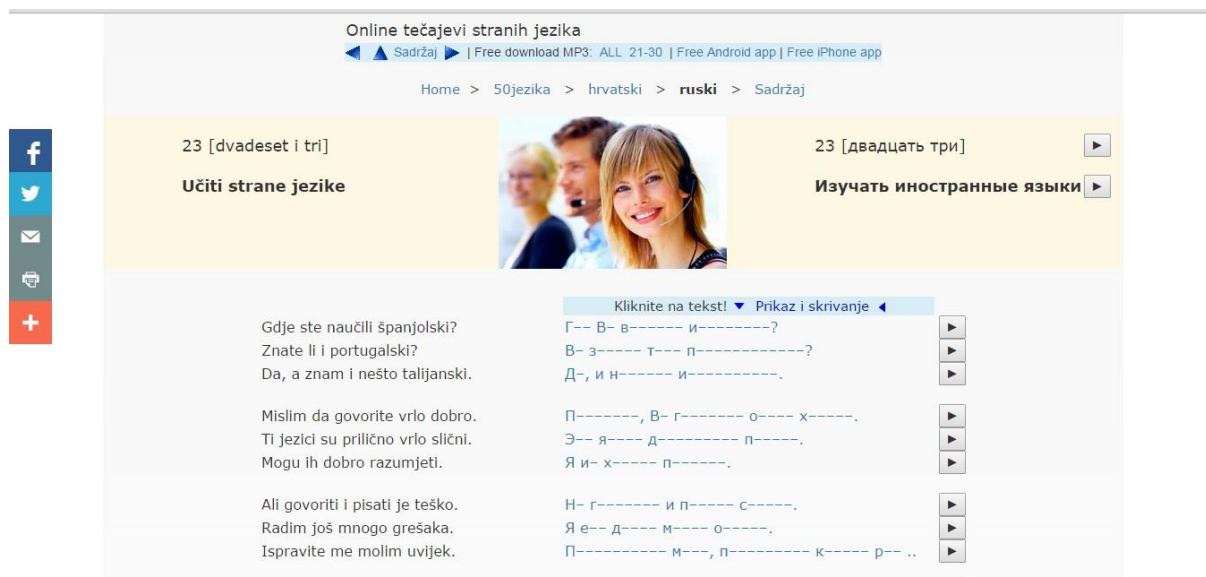 Online tečajevi stranih jezika
Sadržaj | Free download MP3: ALL 21-30 | Free Android app | Free iPhone app
Home > 50jezika > hrvatski > ruski > Sadržaj
23 [dvadeset i tri] 23 [двадцать три]
Učiti strane jezike Изучать иностранные языки
Kliknite na tekst! Prikaz i skrivanje
Gdje ste naučili španjolski? Г-- В- в------ и--------?
Znate li i portugalski? В- з----- т--- п------------?
Da, a znam i nešto talijanski. Д-, и н------ и----------.
Mislim da govorite vrlo dobro. П-------, В- г------- о---- х-----.
Ti jezici su prilično vrlo slični. Э-- я---- д--------- п-----.
Mogu ih dobro razumjeti. Я и- х----- п------.
Ali govoriti i pisati je teško. Н- г------- и п----- с-----.
Radim još mnogo grešaka. Я е-- д---- м---- о-----.
Ispravite me molim uvijek. П---------- м---, п--------- к----- р-- ..